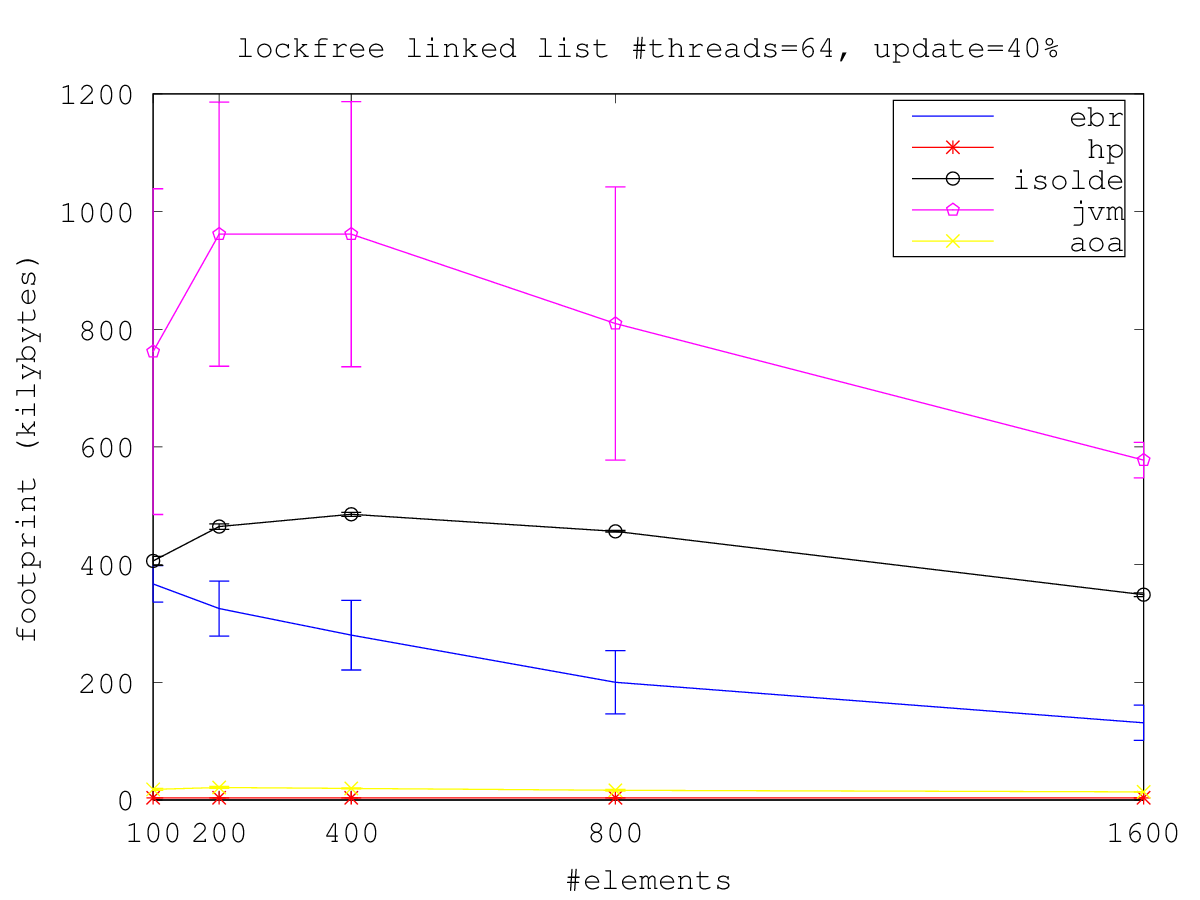 lockfree linked list #threads=64, update=40%
1200
1000
800
600
400
200
0
footprint (kilybytes)
ebr
hp
isolde
jvm
aoa
100 200 400 800 1600
#elements